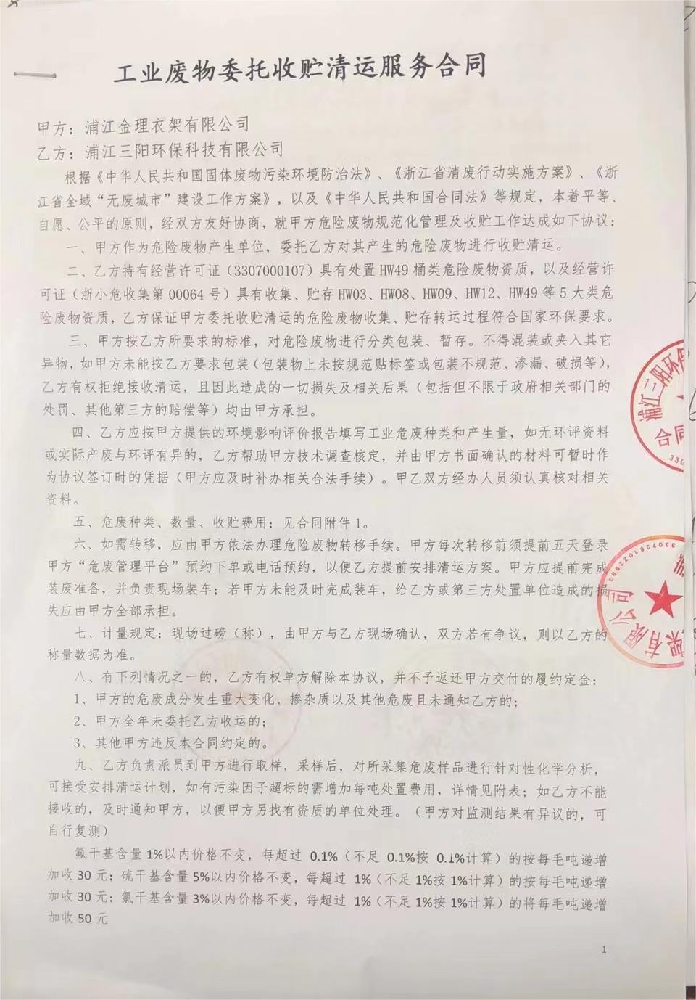 工业废物委托收贮清运服务合同
甲方：浦江金理衣架有限公司
乙方：浦江三阳环保科技有限公司
根据《中华人民共和国固体废物污染环境防治法》、《浙江省清废行动实施方案》、《浙
江省全域“无废城市”建设工作方案》，以及《中华人民共和国合同法》等规定，本着平等、
自愿、公平的原则，经双方友好协商，就甲方危险废物规范化管理及收贮工作达成如下协议：
一、甲方作为危险废物产生单位，委托乙方对其产生的危险废物进行收贮清运。
二、乙方持有经营许可证（3307000107）具有处置 HW49 桶类危险废物资质，以及经营许
可证（浙小危收集第 00064 号）具有收集、贮存 HW03、HW08、HW09、HW12、HW49 等 5 大类危
险废物资质，乙方保证甲方委托收贮清运的危险废物收集、贮存转运过程符合国家环保要求。
三、甲方按乙方所要求的标准，对危险废物进行分类包装、暂存。不得混装或夹入其它
异物，如甲方未能按乙方要求包装（包装物上未按规范贴标签或包装不规范、渗漏、破损等），
乙方有权拒绝接收清运，且因此造成的一切损失及相关后果（包括但不限于政府相关部门的
处罚、其他第三方的赔偿等）均由甲方承担。
四、乙方应按甲方提供的环境影响评价报告填写工业危废种类和产生量，如无环评资料
或实际产废与环评有异的，乙方帮助甲方技术调查核定，并由甲方书面确认的材料可暂时作
为协议签订时的凭据（甲方应及时补办相关合法手续）。甲乙双方经办人员须认真核对相关
资料。
五、危废种类、数量、收贮费用：见合同附件 1。
六、如需转移，应由甲方依法办理危险废物转移手续。甲方每次转移前须提前五天登录
甲方“危废管理平台”预约下单或电话预约，以便乙方提前安排清运方案。甲方应提前完成
装废准备，并负责现场装车；若甲方未能及时完成装车，给乙方或第三方处置单位造成的损
失应由甲方全部承担。
七、计量规定：现场过磅（称），由甲方与乙方现场确认，双方若有争议，则以乙方的
称量数据为准。
八、有下列情况之一的，乙方有权单方解除本协议，并不予返还甲方交付的履约定金：
1、甲方的危废成分发生重大变化、掺杂质以及其他危废且未通知乙方的；
2、甲方全年未委托乙方收运的；
3、其他甲方违反本合同约定的。
九、乙方负责派员到甲方进行取样，采样后，对所采集危废样品进行针对性化学分析，
可接受安排清运计划，如有污染因子超标的需增加每吨处置费用，详情见附表；如乙方不能
接收的，及时通知甲方，以便甲方另找有资质的单位处理。（甲方对监测结果有异议的，可
自行复测）
氟干基含量 1%以内价格不变，每超过 0.1%（不足 0.1%按 0.1%计算）的按每毛吨递增
加收 30 元；硫干基含量 5%以内价格不变，每超过 1%（不足 1%按 1%计算）的按每毛吨递增
加收 30 元；氯干基含量 3%以内价格不变，每超过 1%（不足 1%按 1%计算）的将每毛吨递增
加收 50 元
1
浦江三阳环保
合同
330
架有限公司
3307261022993